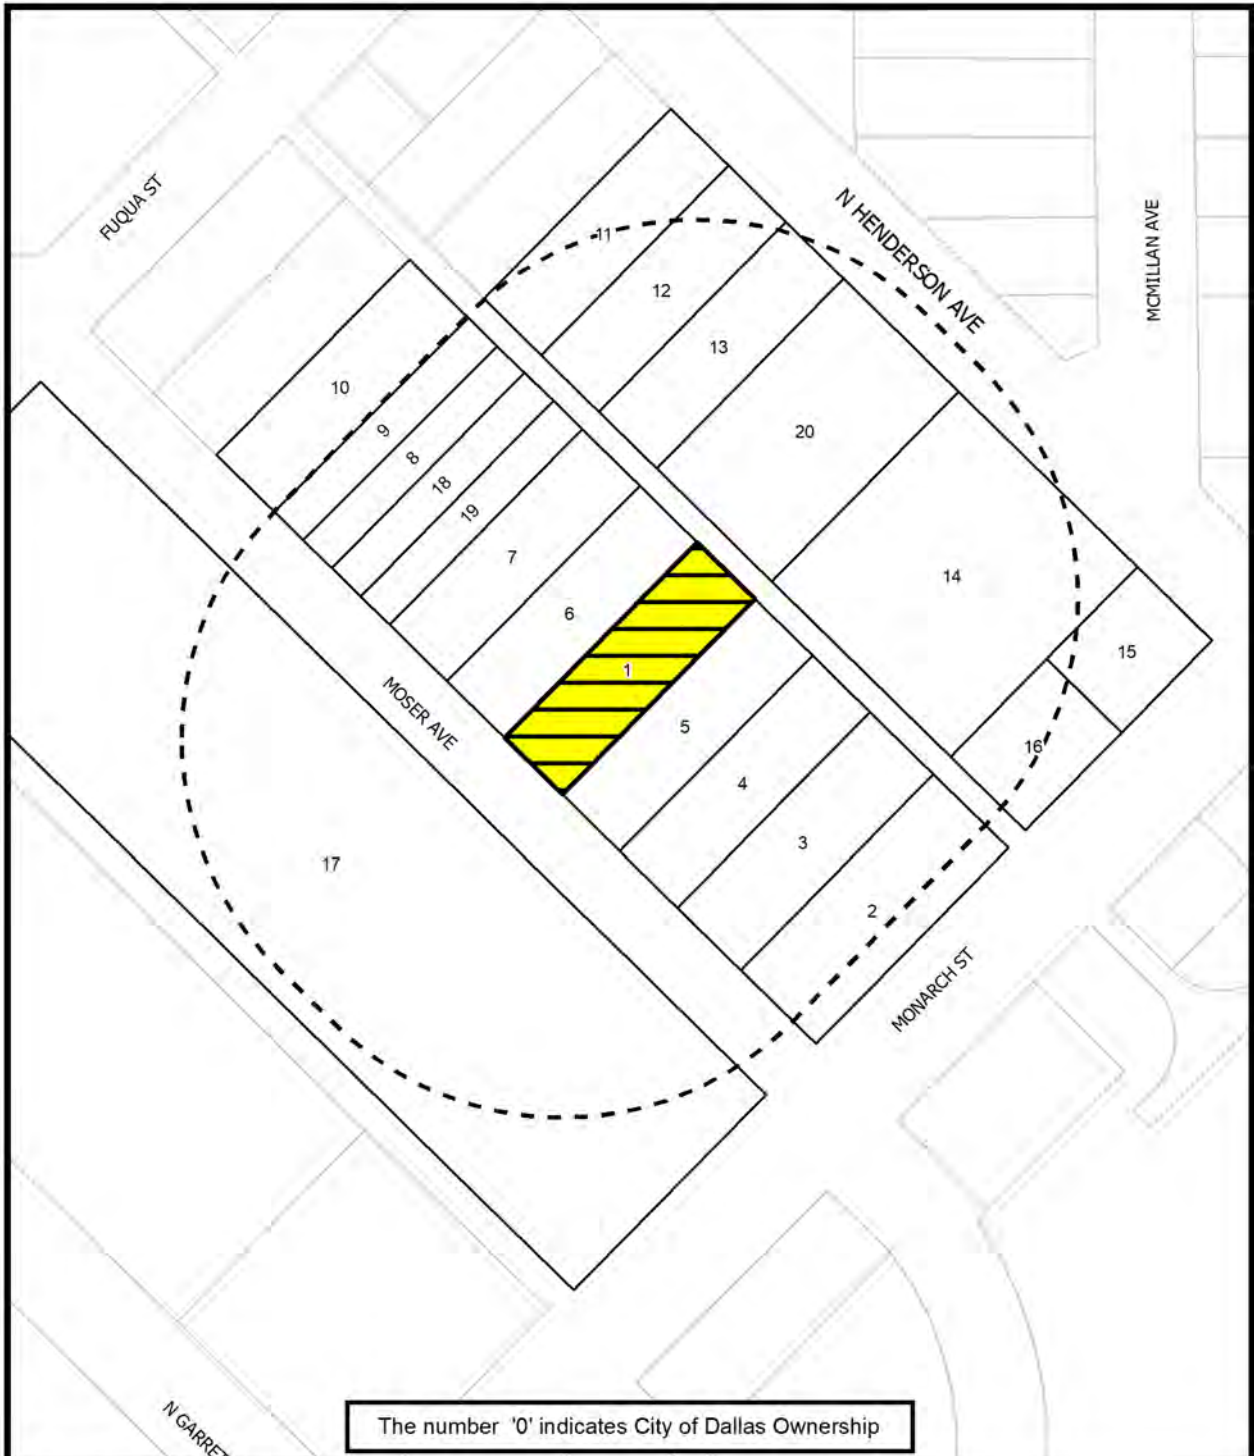 FUQUA ST
N HENDERSON AVE
MCMILLAN AVE
11
12
13
10
9
8
18
19
20
7
6
14
1
15
5
16
MOSER AVE
4
3
17
2
MONARCH ST
N GARRET
The number '0' indicates City of Dallas Ownership